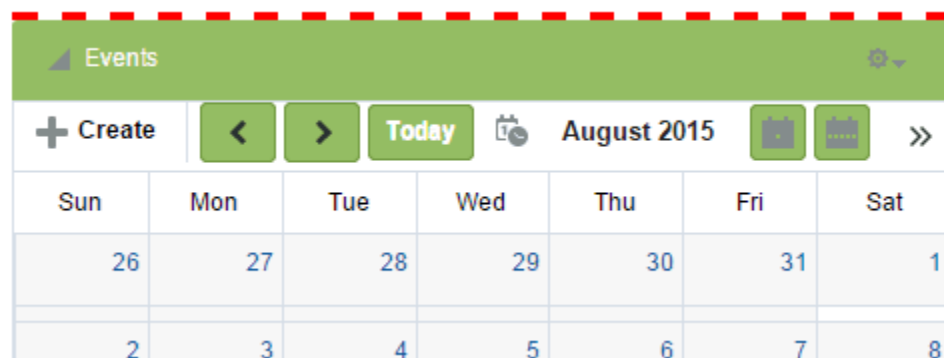 Events
Create Today August 2015 »
Sun Mon Tue Wed Thu Fri Sat
26 27 28 29 30 31 1
2 3 4 5 6 7 8